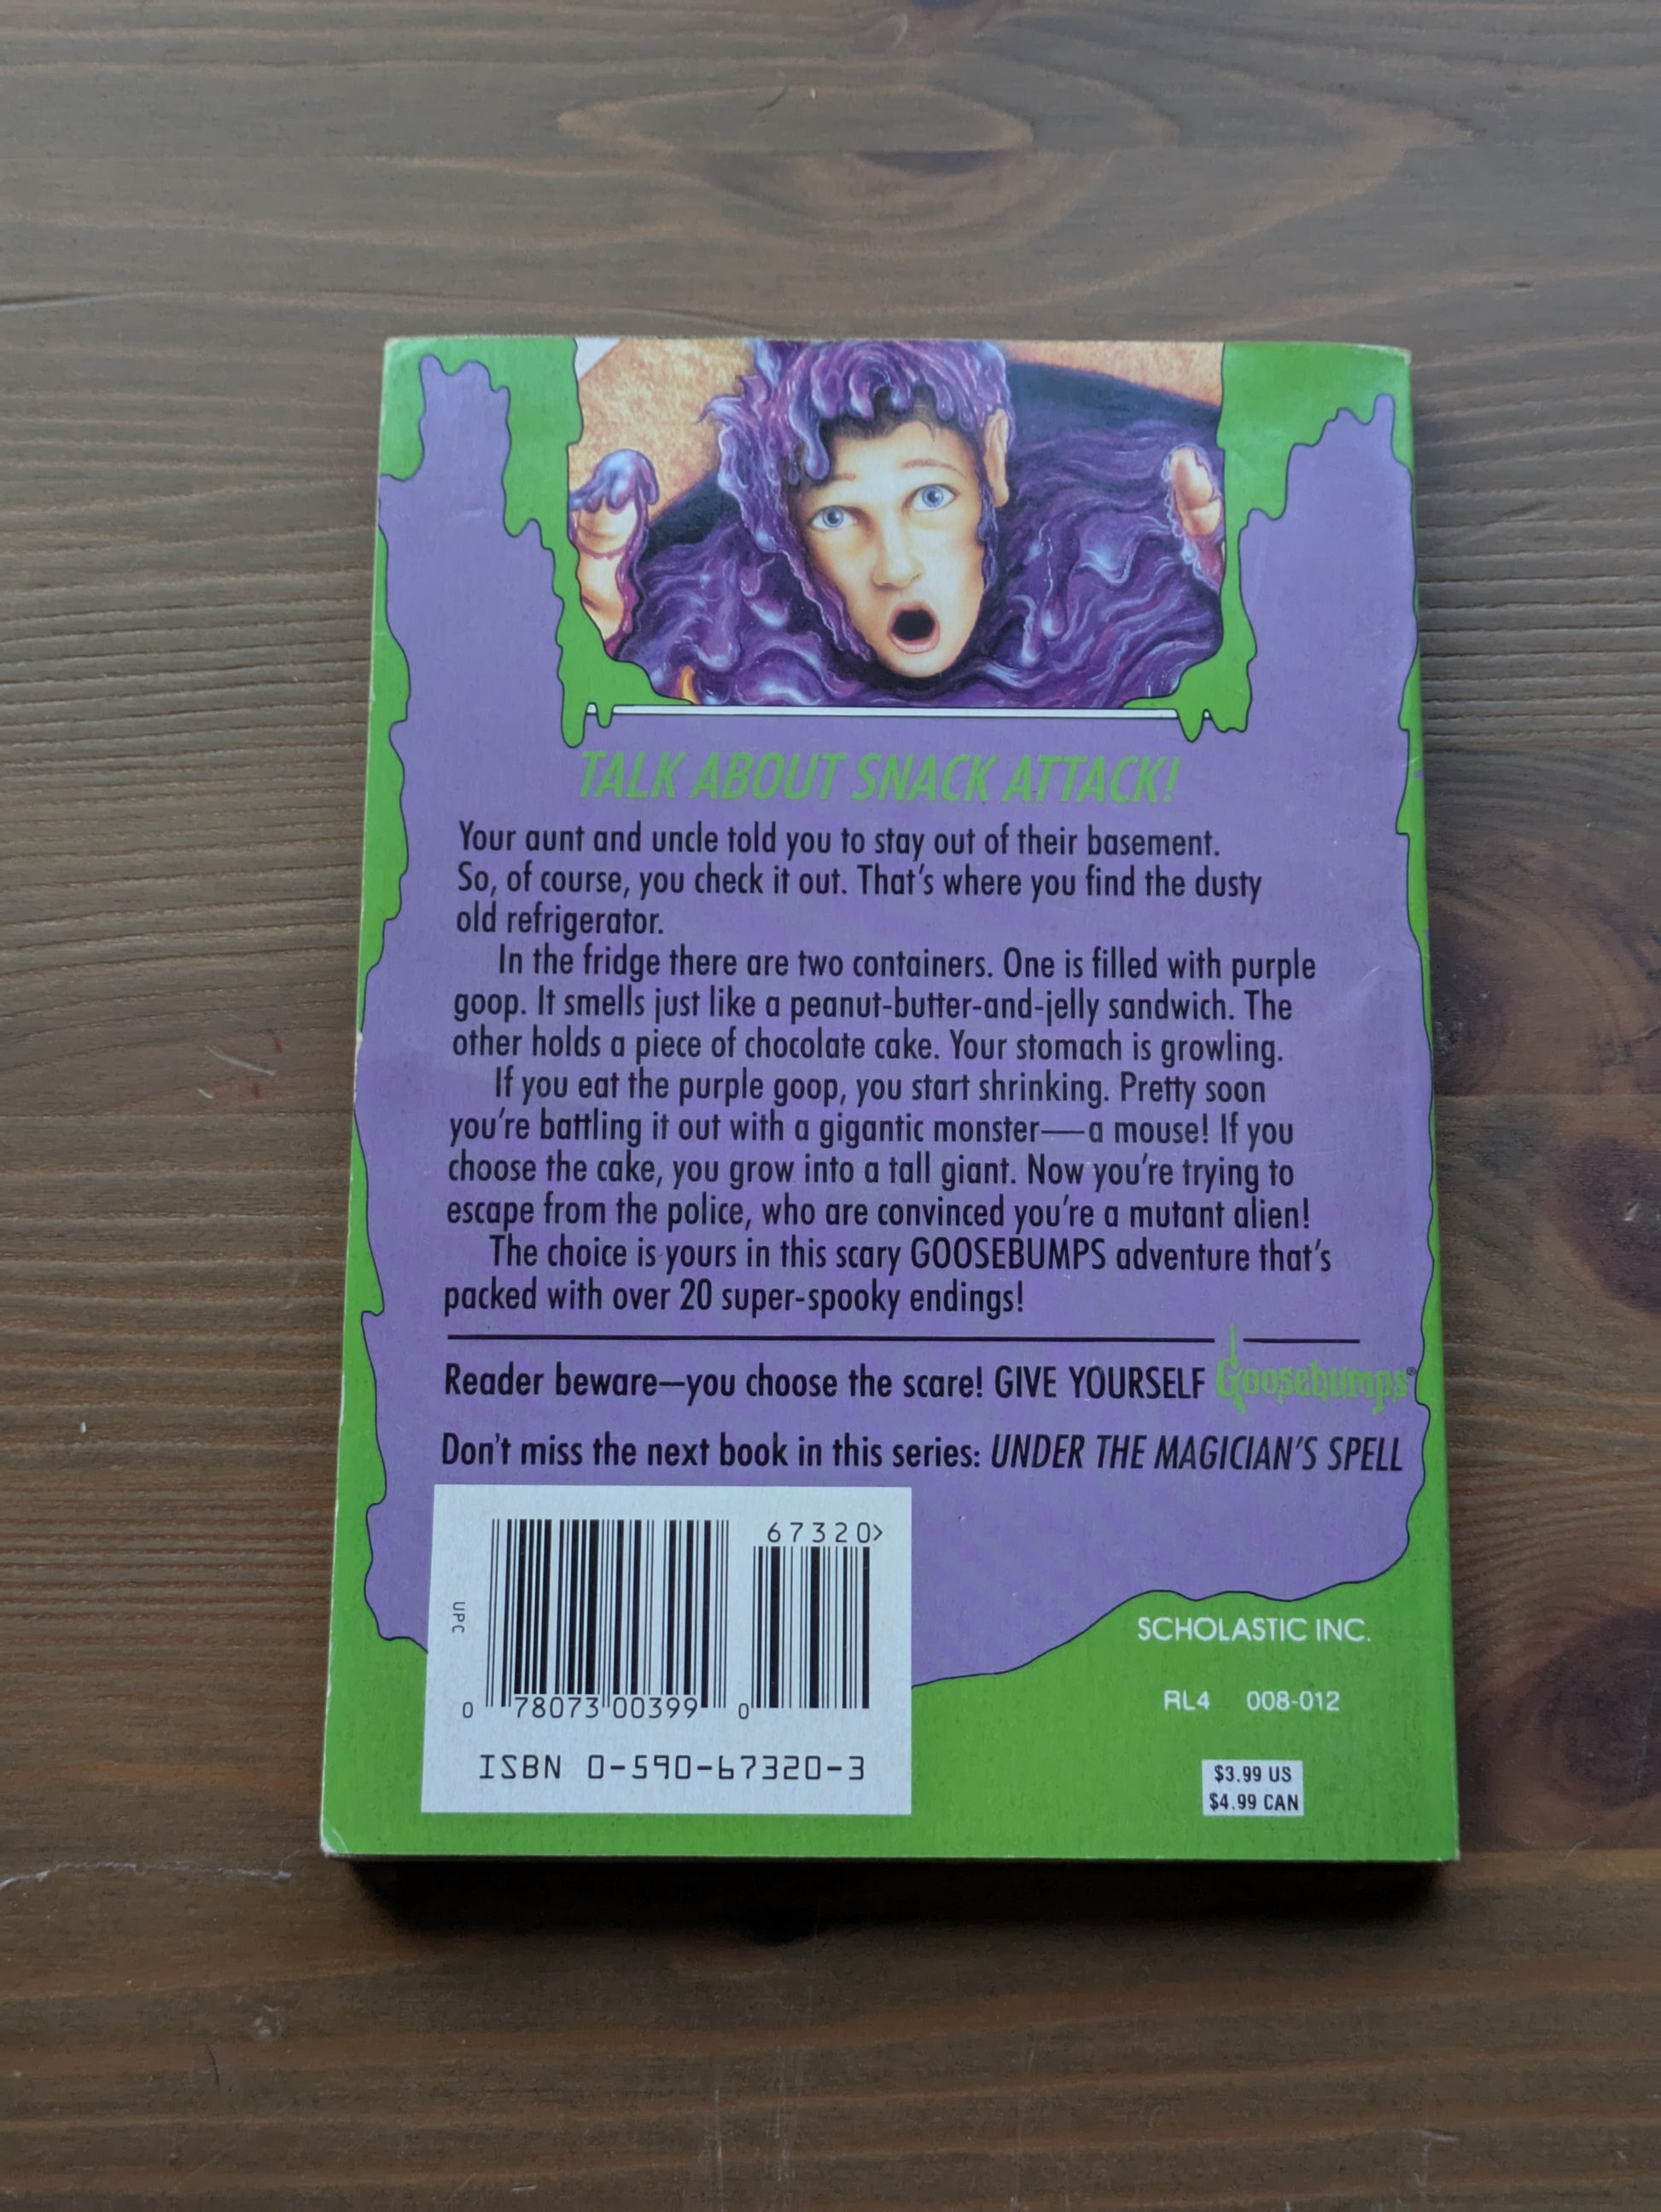 TALK ABOUT SNACK ATTACK!
Your aunt and uncle told you to stay out of their basement.
So, of course, you check it out. That's where you find the dusty
old refrigerator.
In the fridge there are two containers. One is filled with purple
goop. It smells just like a peanut-butter-and-jelly sandwich. The
other holds a piece of chocolate cake. Your stomach is growling.
If you eat the purple goop, you start shrinking. Pretty soon
you're battling it out with a gigantic monster—a mouse! If you
choose the cake, you grow into a tall giant. Now you're trying to
escape from the police, who are convinced you're a mutant alien!
The choice is yours in this scary GOOSEBUMPS adventure that's
packed with over 20 super-spooky endings!
Reader beware—you choose the scare! GIVE YOURSELF Goosebumps®
Don't miss the next book in this series: UNDER THE MAGICIAN'S SPELL
67320>
UPC
0 78073 00399 0
ISBN 0-590-67320-3
SCHOLASTIC INC.
RL4 008-012
$3.99 US
$4.99 CAN